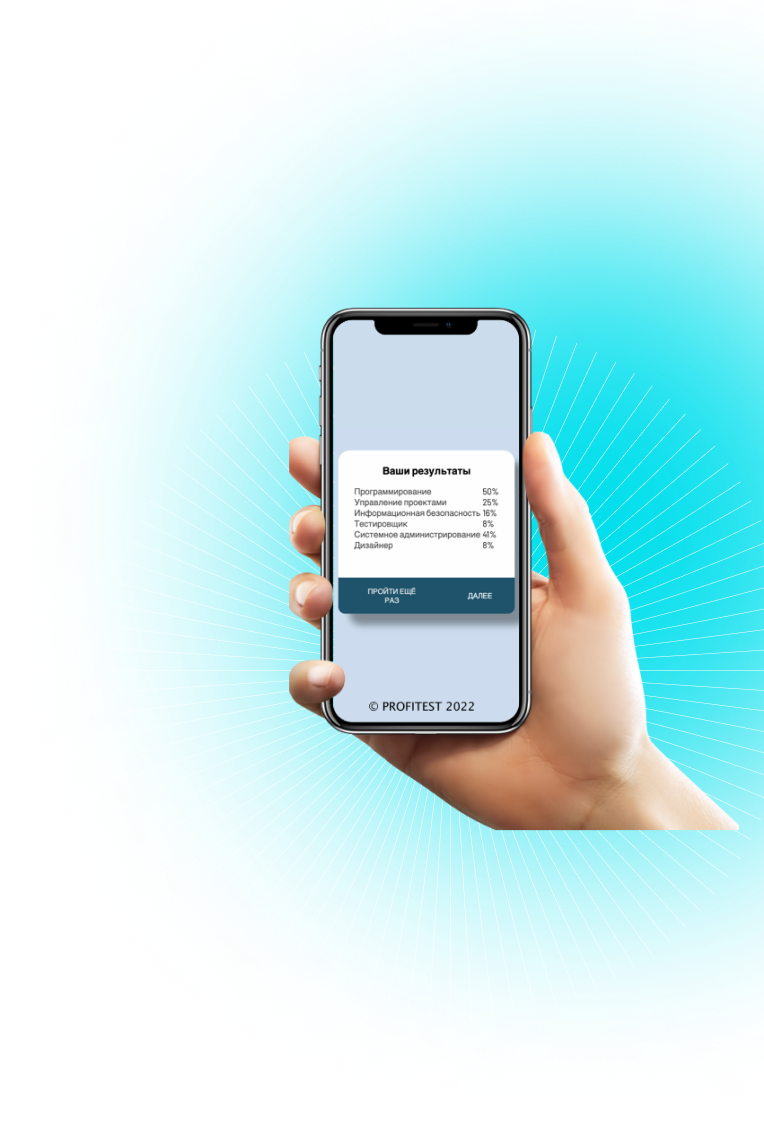 Ваши результаты
Программирование 50%
Управление проектами 25%
Информационная безопасность 16%
Тестировщик 8%
Системное администрирование 41%
Дизайнер 8%
ПРОЙТИ ЕЩЁ
РАЗ
ДАЛЕЕ
© PROFITEST 2022